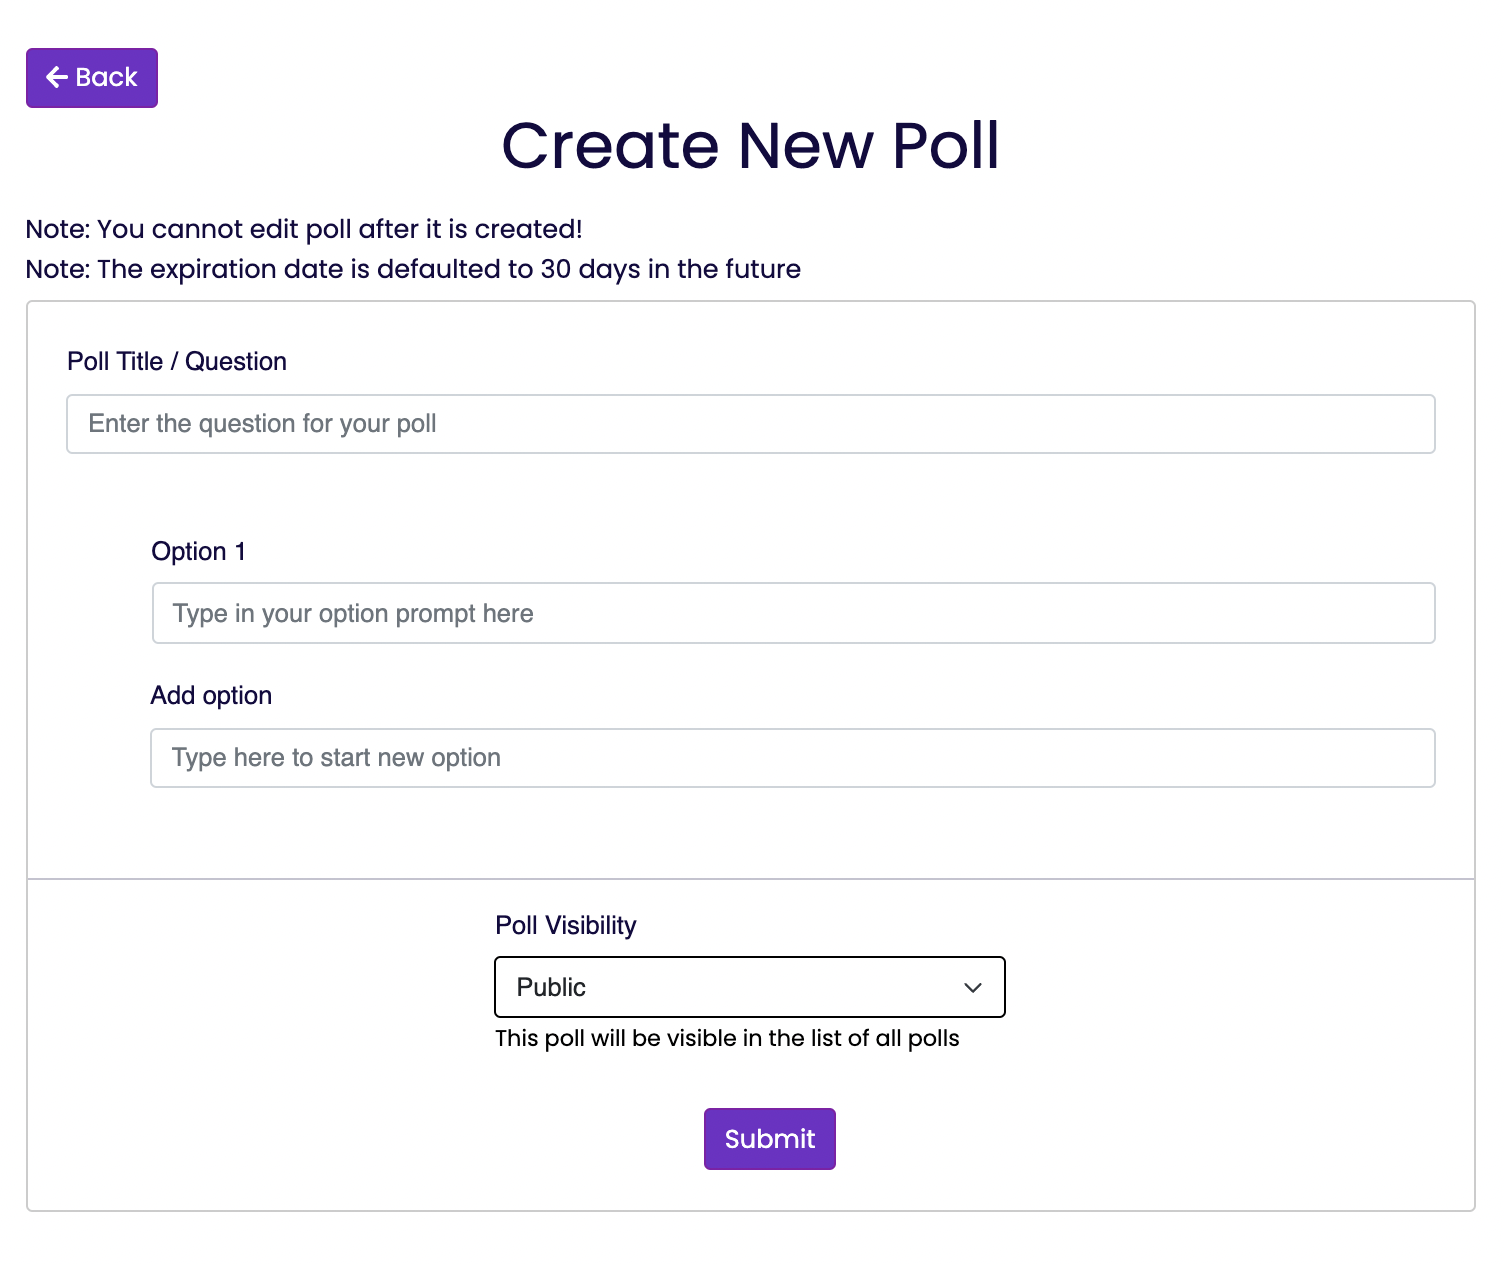 Back
Create New Poll
Note: You cannot edit poll after it is created!
Note: The expiration date is defaulted to 30 days in the future
Poll Title / Question
Enter the question for your poll
Option 1
Type in your option prompt here
Add option
Type here to start new option
Poll Visibility
Public
This poll will be visible in the list of all polls
Submit